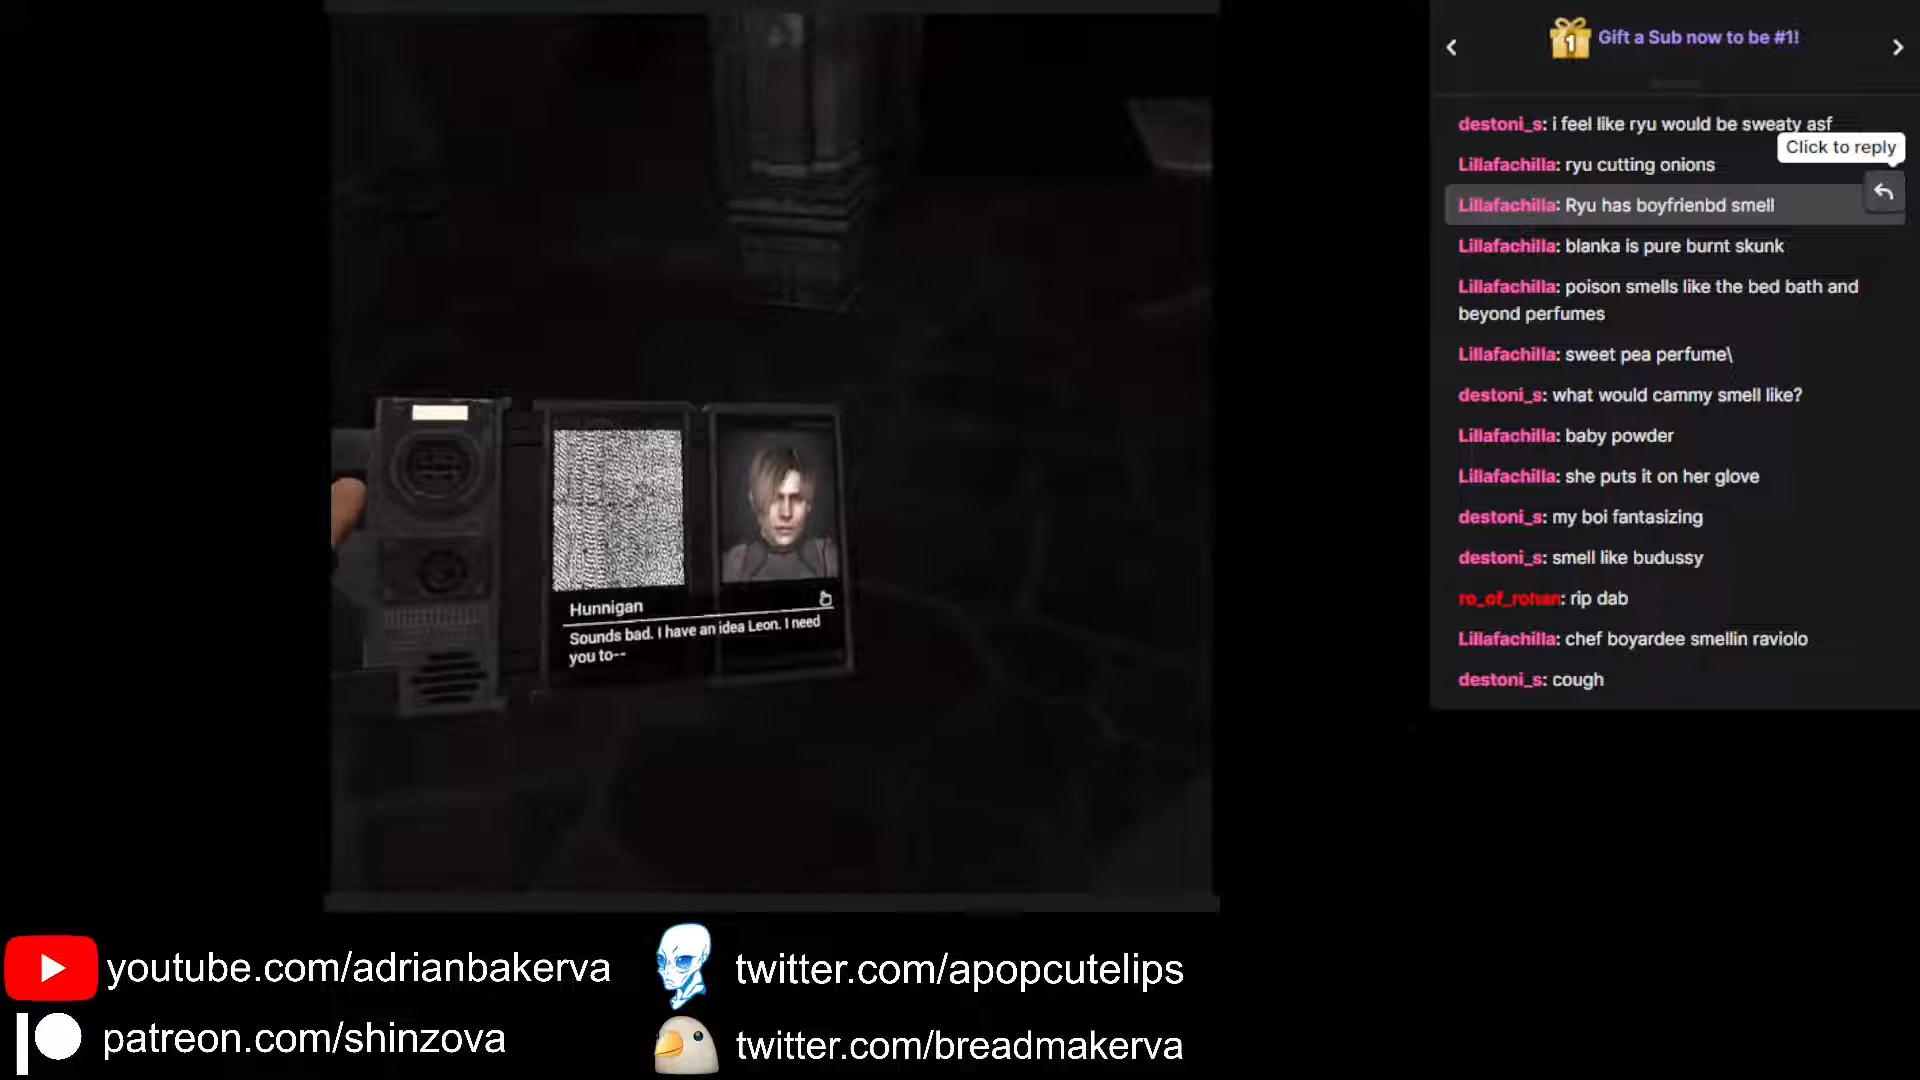 Gift a Sub now to be #1!
1
destoni_s: i feel like ryu would be sweaty asf
Click to reply
Lillafachilla: ryu cutting onions
Lillafachilla: Ryu has boyfrienbd smell
Lillafachilla: blanka is pure burnt skunk
Lillafachilla: poison smells like the bed bath and
beyond perfumes
Lillafachilla: sweet pea perfume\
destoni_s: what would cammy smell like?
Lillafachilla: baby powder
Lillafachilla: she puts it on her glove
destoni_s: my boi fantasizing
destoni_s: smell like budussy
ro_of_rohan: rip dab
Lillafachilla: chef boyardee smellin raviolo
destoni_s: cough
Hunnigan
Sounds bad. I have an idea Leon. I need
you to--
youtube.com/adrianbakerva
twitter.com/apopcutelips
patreon.com/shinzova
twitter.com/breadmakerva